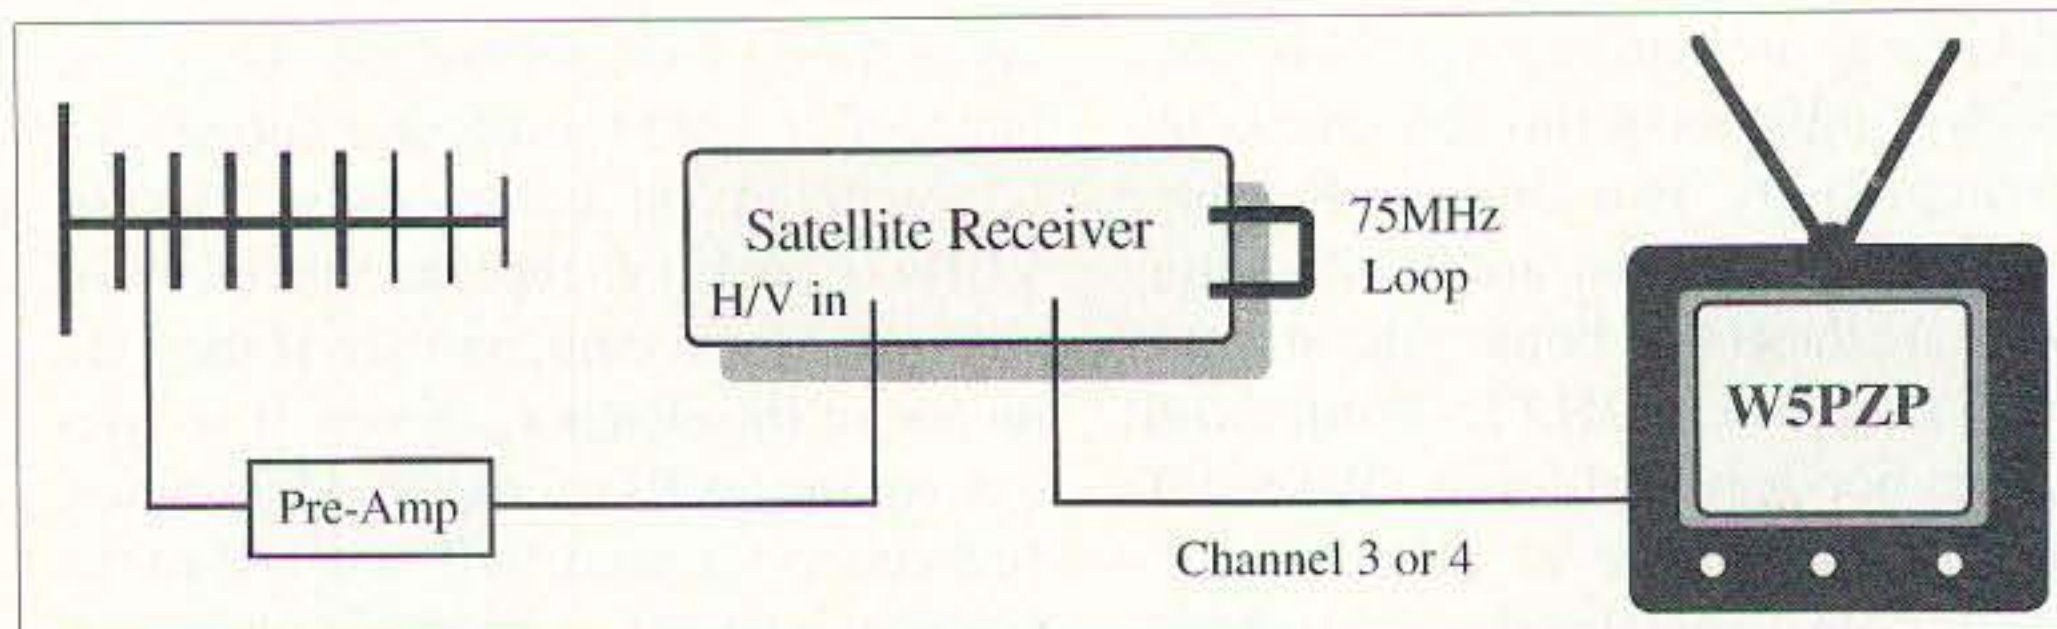 Satellite Receiver
H/V in
75MHz
Loop
W5PZP
Pre-Amp
Channel 3 or 4